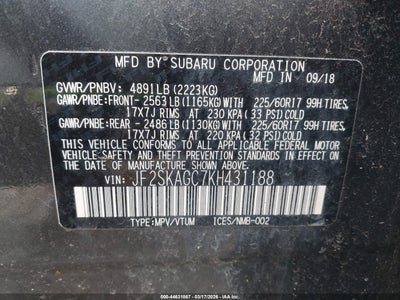 MFD. BY SUBARU CORPORATION
MFD IN 09/18
GVWR/PNBV: 4891LB (2223KG)
GAWR/PNBE:FRONT- 2563 LB (1165KG)WITH 225/60R17 99H TIRES.
17X7J RIMS AT 230 KPA (33 PSI)COLD
GAWR/PNBE:REAR - 2486 LB (1130KG)WITH 225/60R17 99H TIRES.
17X7J RIMS AT 220 KPA (32 PSI)COLD
THIS VEHICLE CONFORMS TO ALL APPLICABLE
FEDERAL MOTOR VEHICLE SAFETY
AND THEFT PREVENTION STANDARDS IN EFFECT
AT THE DATE OF MANUFACTURE SHOWN ABOVE.
VIN: JF2SKAGC7KH431188
TYPE:MPV/VTUM ICES/NMB-002
000-44631067 03/17/2026